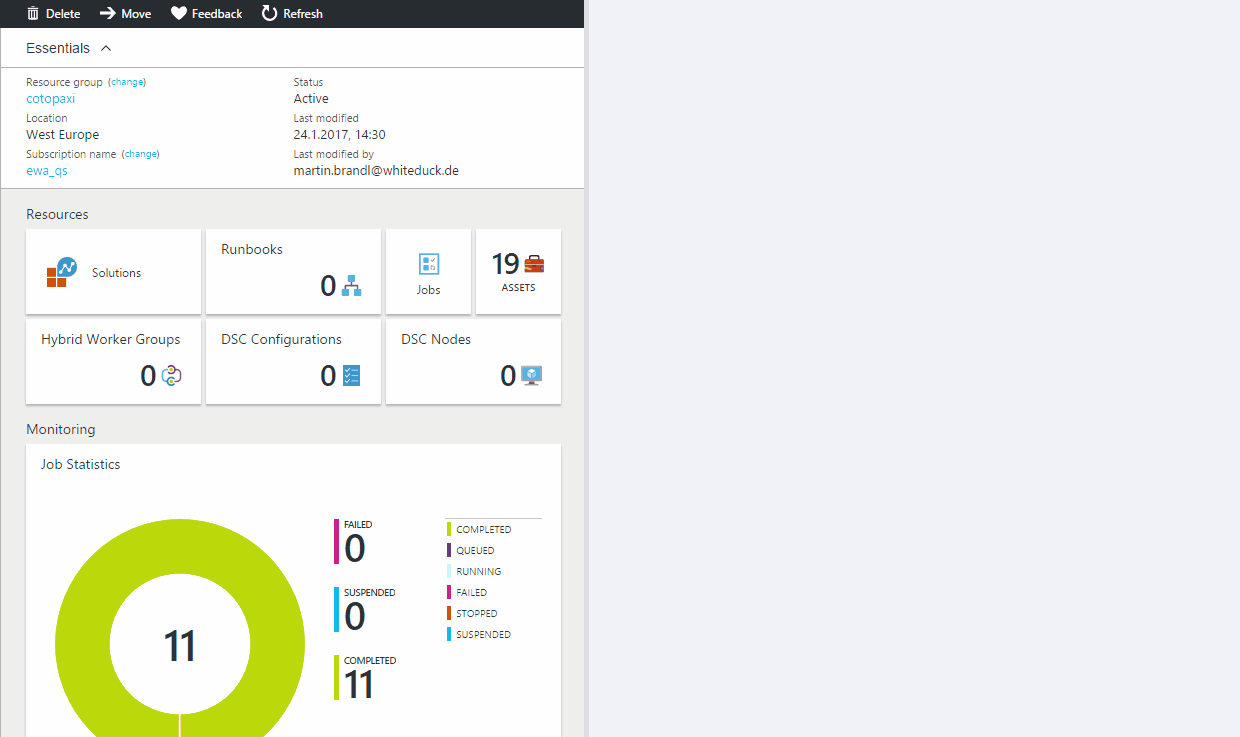 Delete Move Feedback Refresh
Essentials
Resource group (change)
cotopaxi
Location
West Europe
Subscription name (change)
ewa_qs
Status
Active
Last modified
24.1.2017, 14:30
Last modified by
martin.brandl@whiteduck.de
Resources
Solutions
Runbooks
0
Jobs
19
ASSETS
Hybrid Worker Groups
0
DSC Configurations
0
DSC Nodes
0
Monitoring
Job Statistics
11
FAILED
0
SUSPENDED
0
COMPLETED
11
COMPLETED
QUEUED
RUNNING
FAILED
STOPPED
SUSPENDED